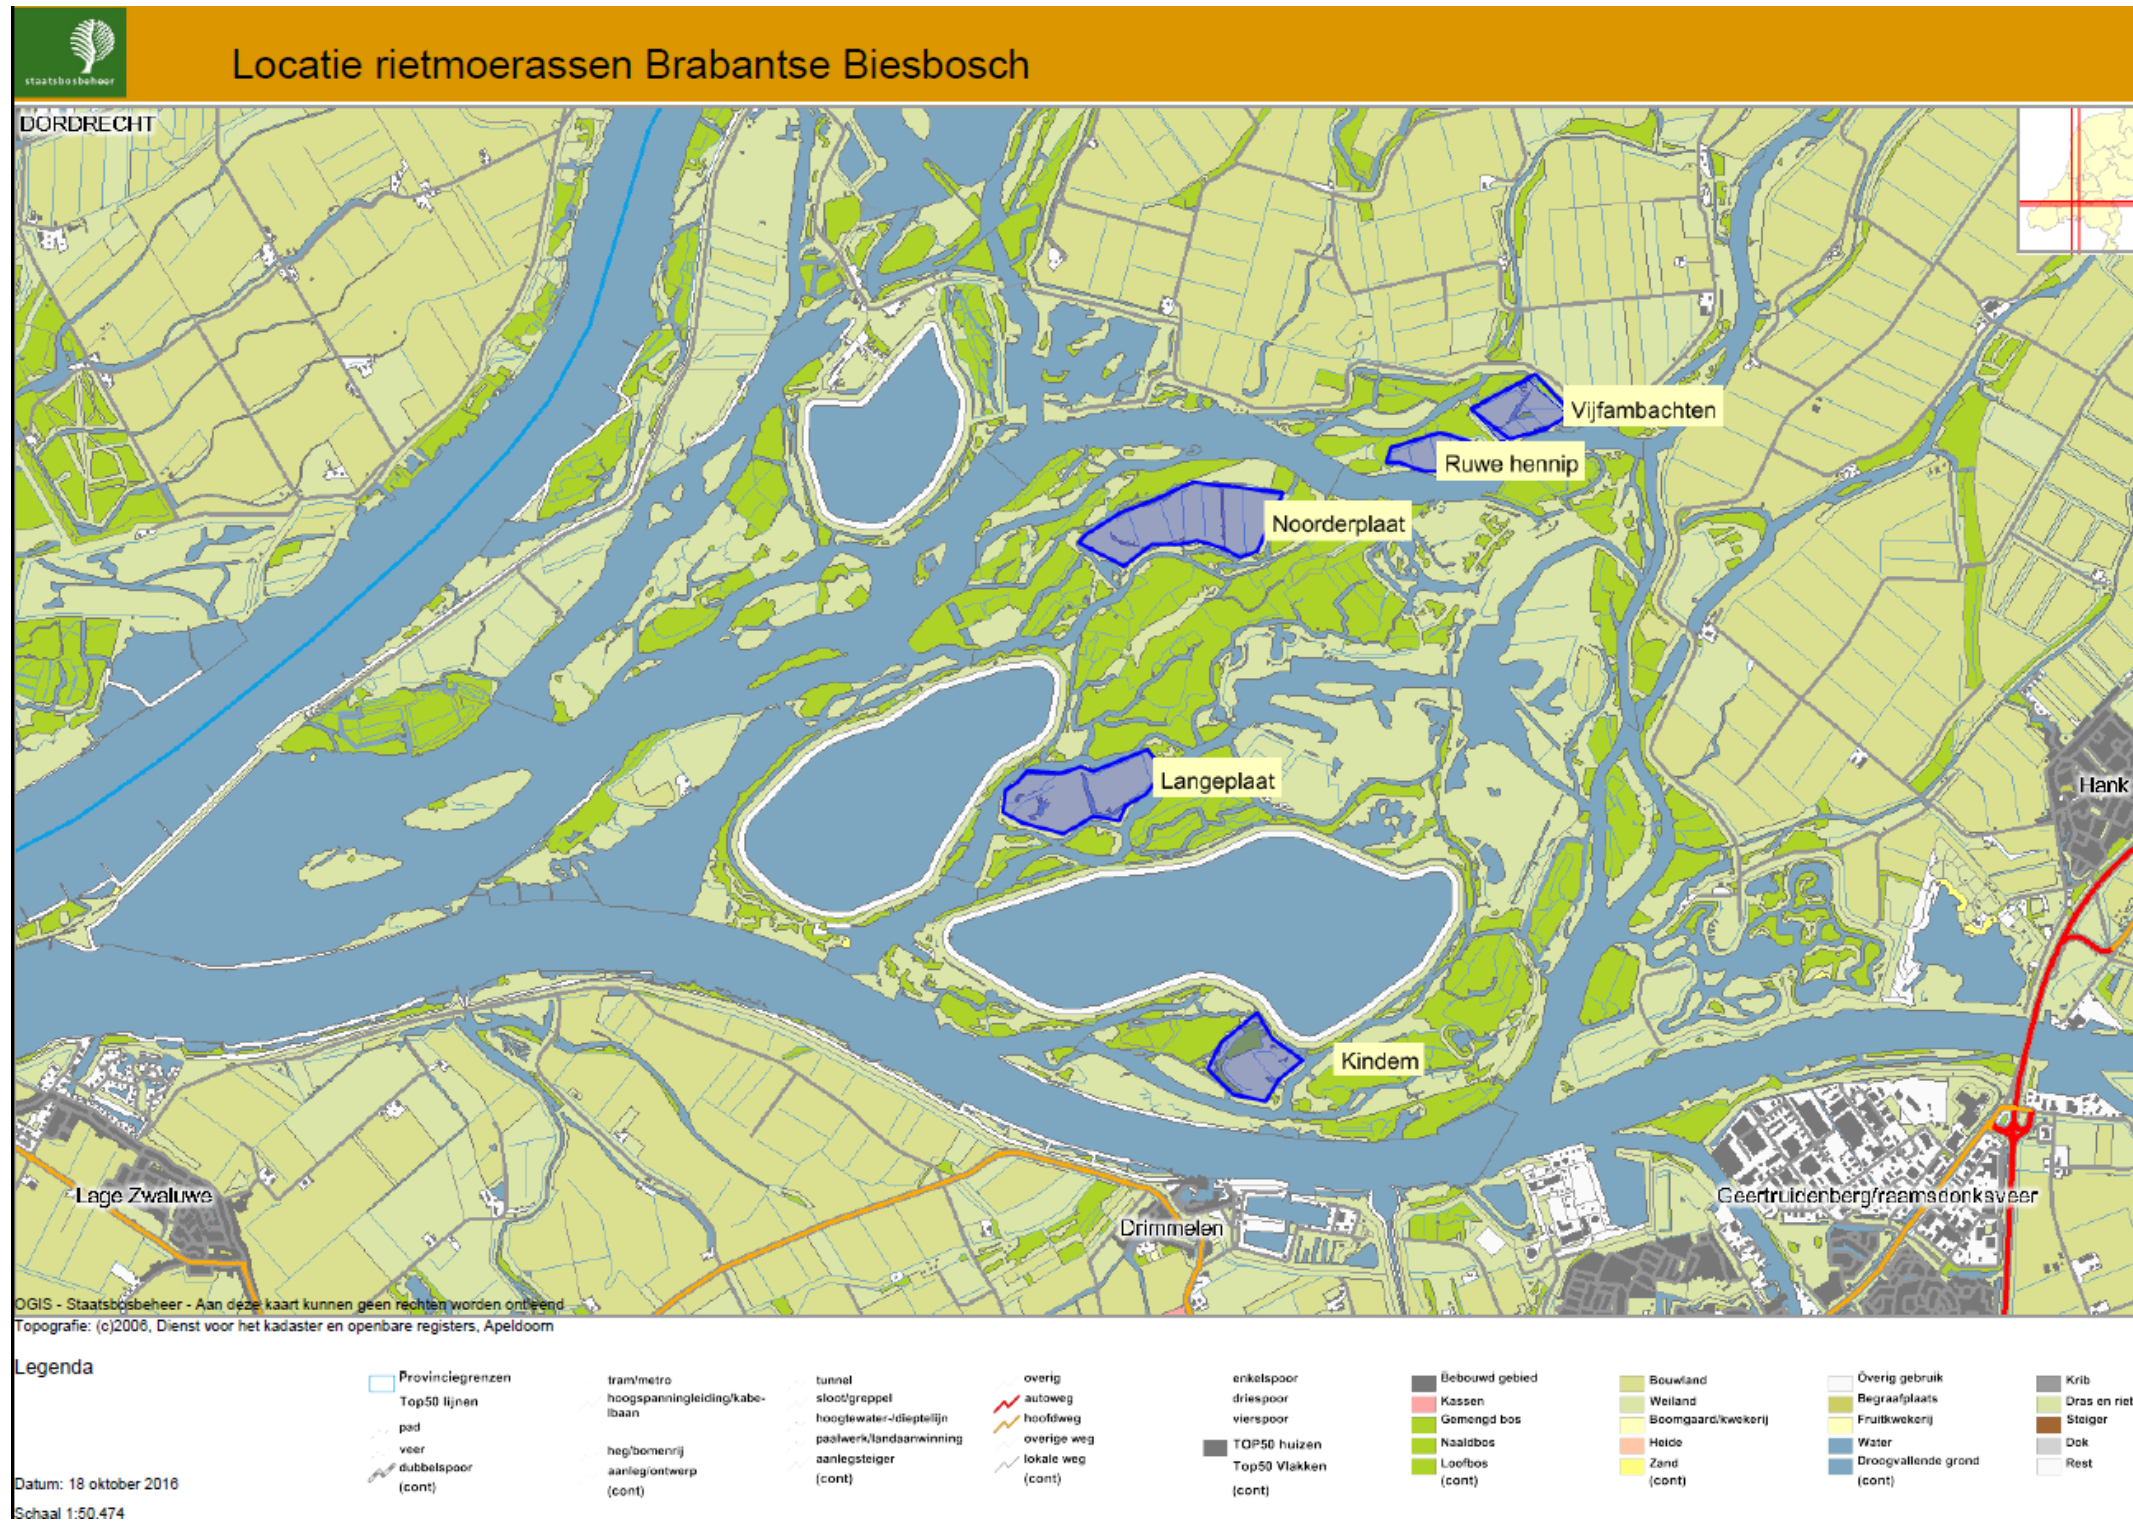 staatsbosbeheer
Locatie rietmoerassen Brabantse Biesbosch
DORDRECHT
Vijfambachten
Ruwe hennip
Noorderplaat
Langeplaat
Hank
Kindem
Lage Zwaluwe
Geertruidenberg/raamsdonksveer
Drimmelen
OGIS - Staatsbosbeheer - Aan deze kaart kunnen geen rechten worden ontleend
Topografie: (c)2006, Dienst voor het kadaster en openbare registers, Apeldoorn
Legenda
Provinciegrenzen
Top50 lijnen
pad
veer
dubbelspoor
(cont)
tram/metro
hoogspanningleiding/kabe-
lbaan
heg/bomenrij
aanleg/ontwerp
(cont)
tunnel
sloot/greppel
hoogtewater-/dieptelijn
paalwerk/landaanwinning
aanlegsteiger
(cont)
overig
autoweg
hoofdweg
overige weg
lokale weg
(cont)
enkelspoor
driespoor
vierspoor
TOP50 huizen
Top50 Vlakken
(cont)
Bebouwd gebied
Kassen
Gemengd bos
Naaldbos
Loofbos
(cont)
Bouwland
Weiland
Boomgaard/kwekerij
Heide
Zand
(cont)
Overig gebruik
Begraafplaats
Fruitkwekerij
Water
Droogvallende grond
(cont)
Krib
Dras en riet
Steiger
Dok
Rest
Datum: 18 oktober 2016
Schaal 1:50.474